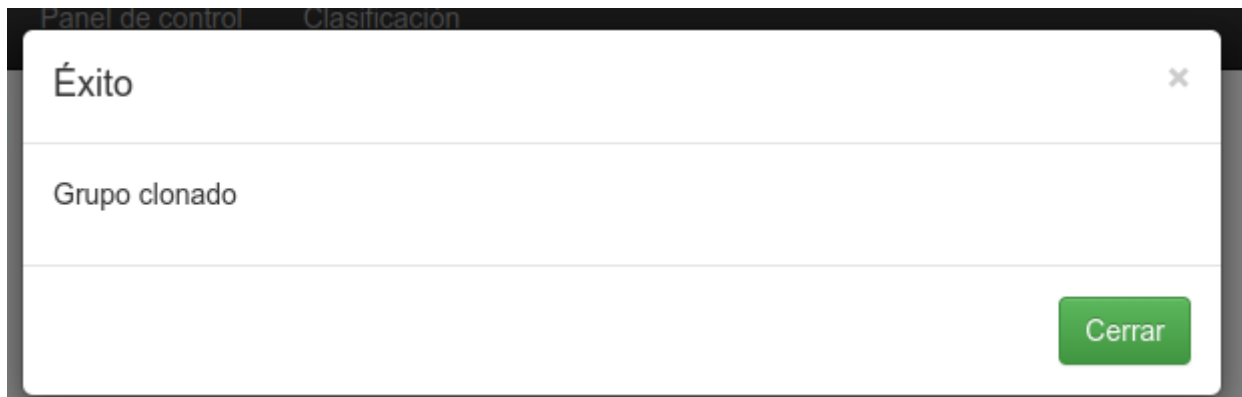 Panel de control Clasificación
Éxito ×
Grupo clonado
Cerrar